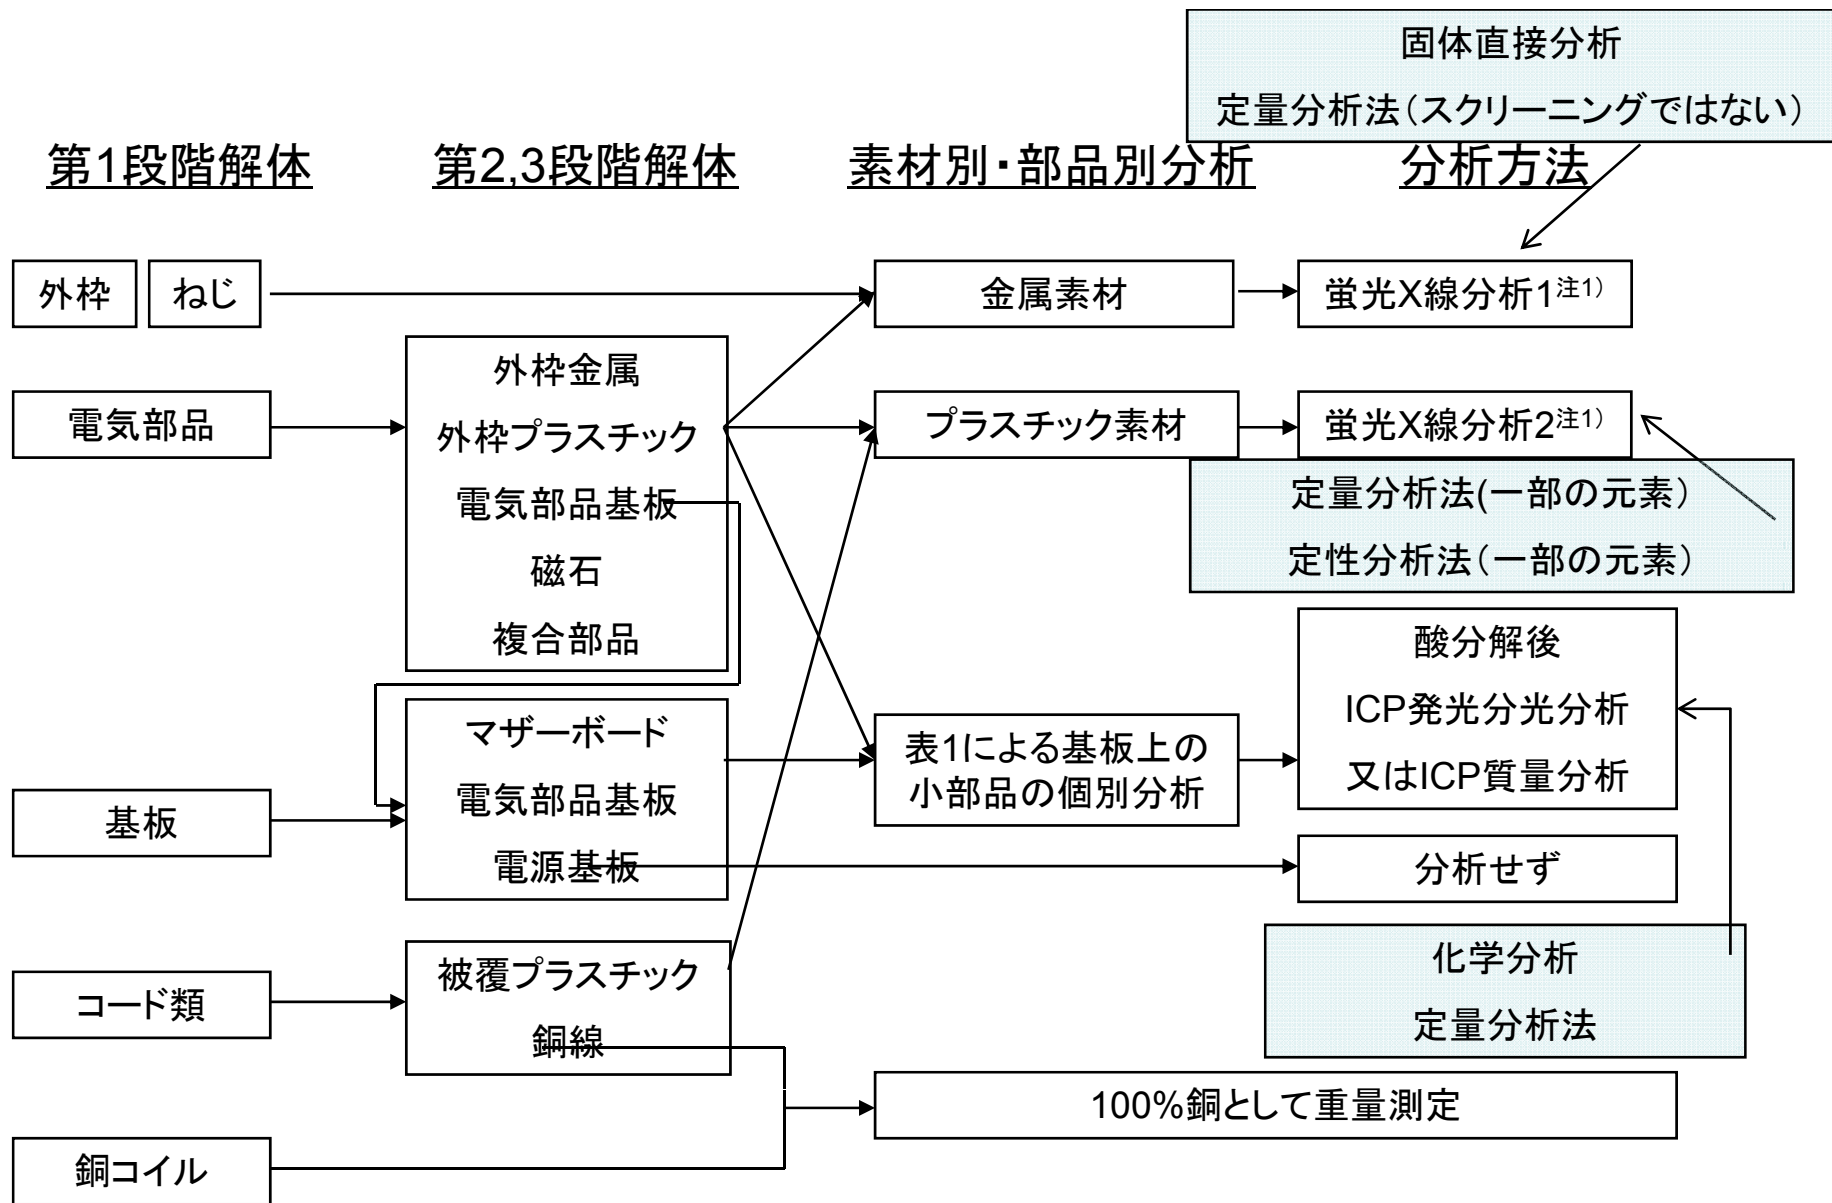 固体直接分析
定量分析法（スクリーニングではない）
第1段階解体
第2,3段階解体
素材別・部品別分析
分析方法
外枠
ねじ
金属素材
蛍光X線分析1注1)
電気部品
外枠金属
外枠プラスチック
電気部品基板
磁石
複合部品
プラスチック素材
蛍光X線分析2注1)
定量分析法(一部の元素）
定性分析法（一部の元素）
基板
マザーボード
電気部品基板
電源基板
表1による基板上の
小部品の個別分析
酸分解後
ICP発光分光分析
又はICP質量分析
分析せず
コード類
被覆プラスチック
銅線
化学分析
定量分析法
100%銅として重量測定
銅コイル